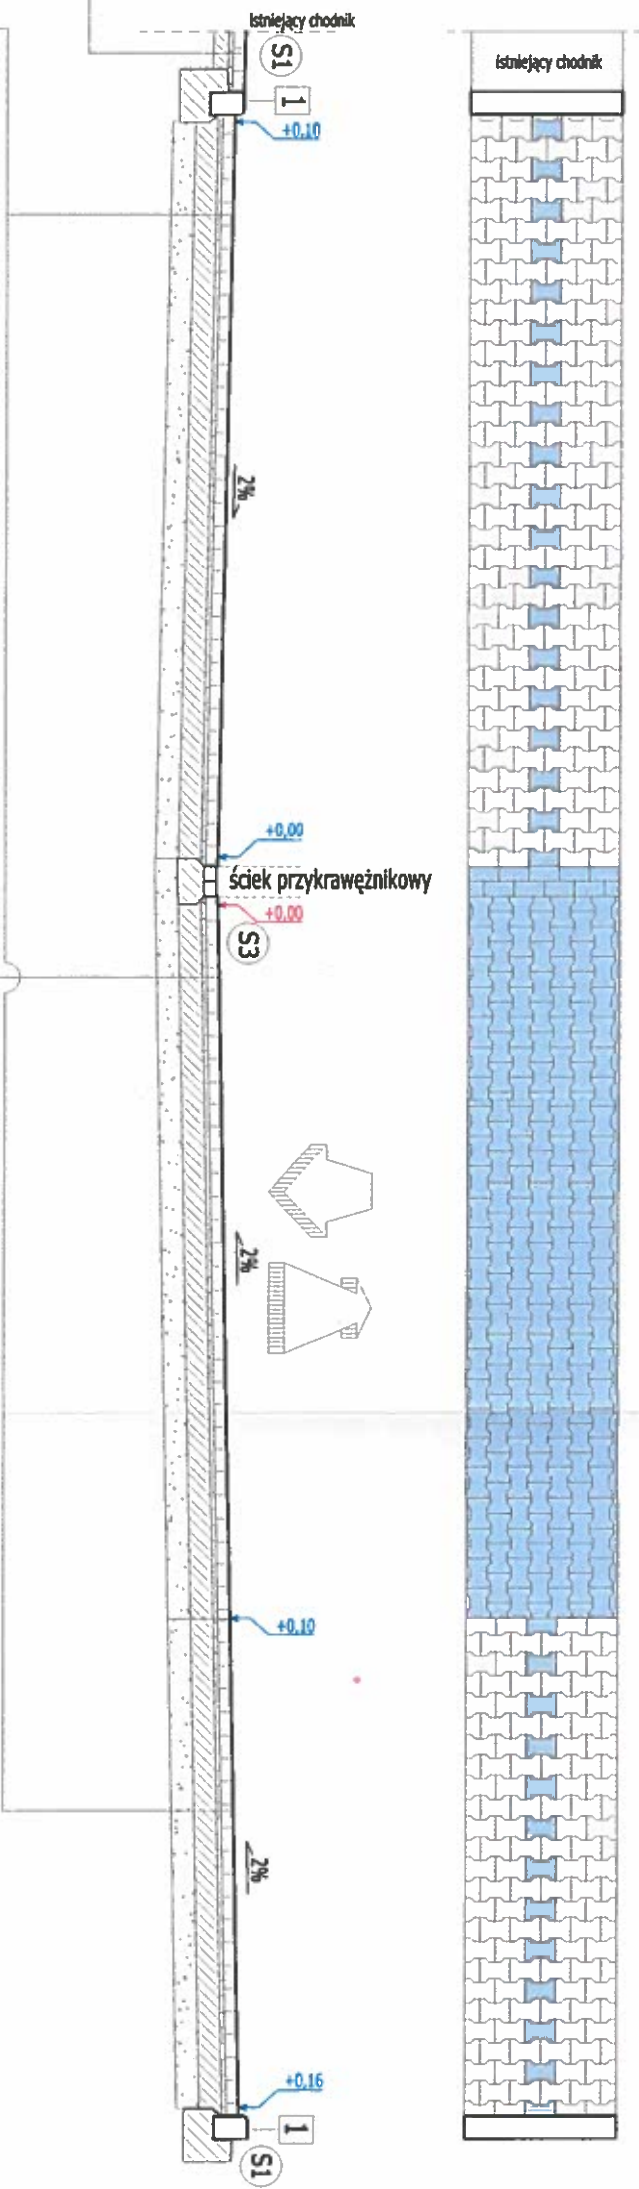 istniejący chodnik
S1
1
+0,10
2%
+0,00
ściek przykrawężnikowy
+0,00
S3
2%
+0,10
2%
+0,16
1
S1
istniejący chodnik